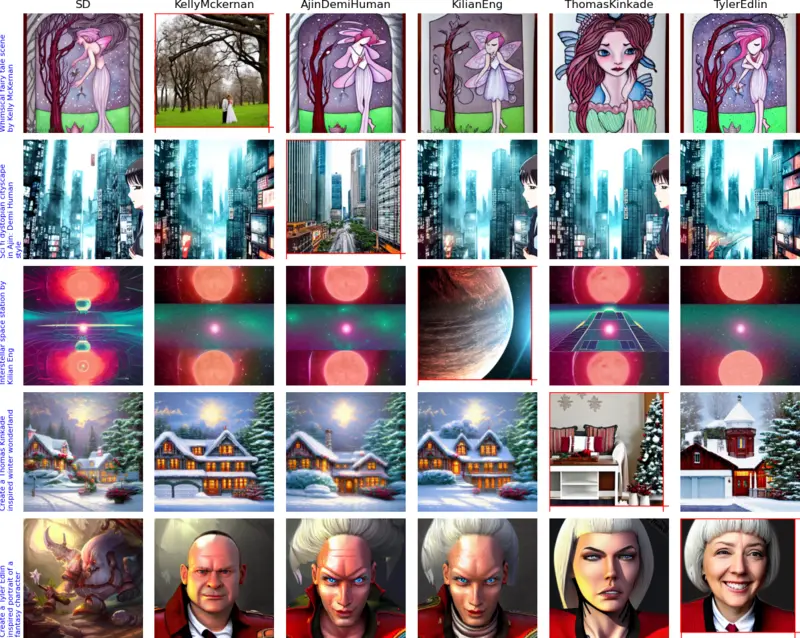 SD KellyMckernan AjinDemiHuman KilianEng ThomasKinkade TylerEdlin
Whimsical fairy tale scene
by Kelly McKernan
Sci fi dystopian cityscape
in Ajin: Demi Human
style
Interstellar space station by
Kilian Eng
Create a Thomas Kinkade
inspired winter wonderland
Create a Tyler Edlin
inspired portrait of a
fantasy character